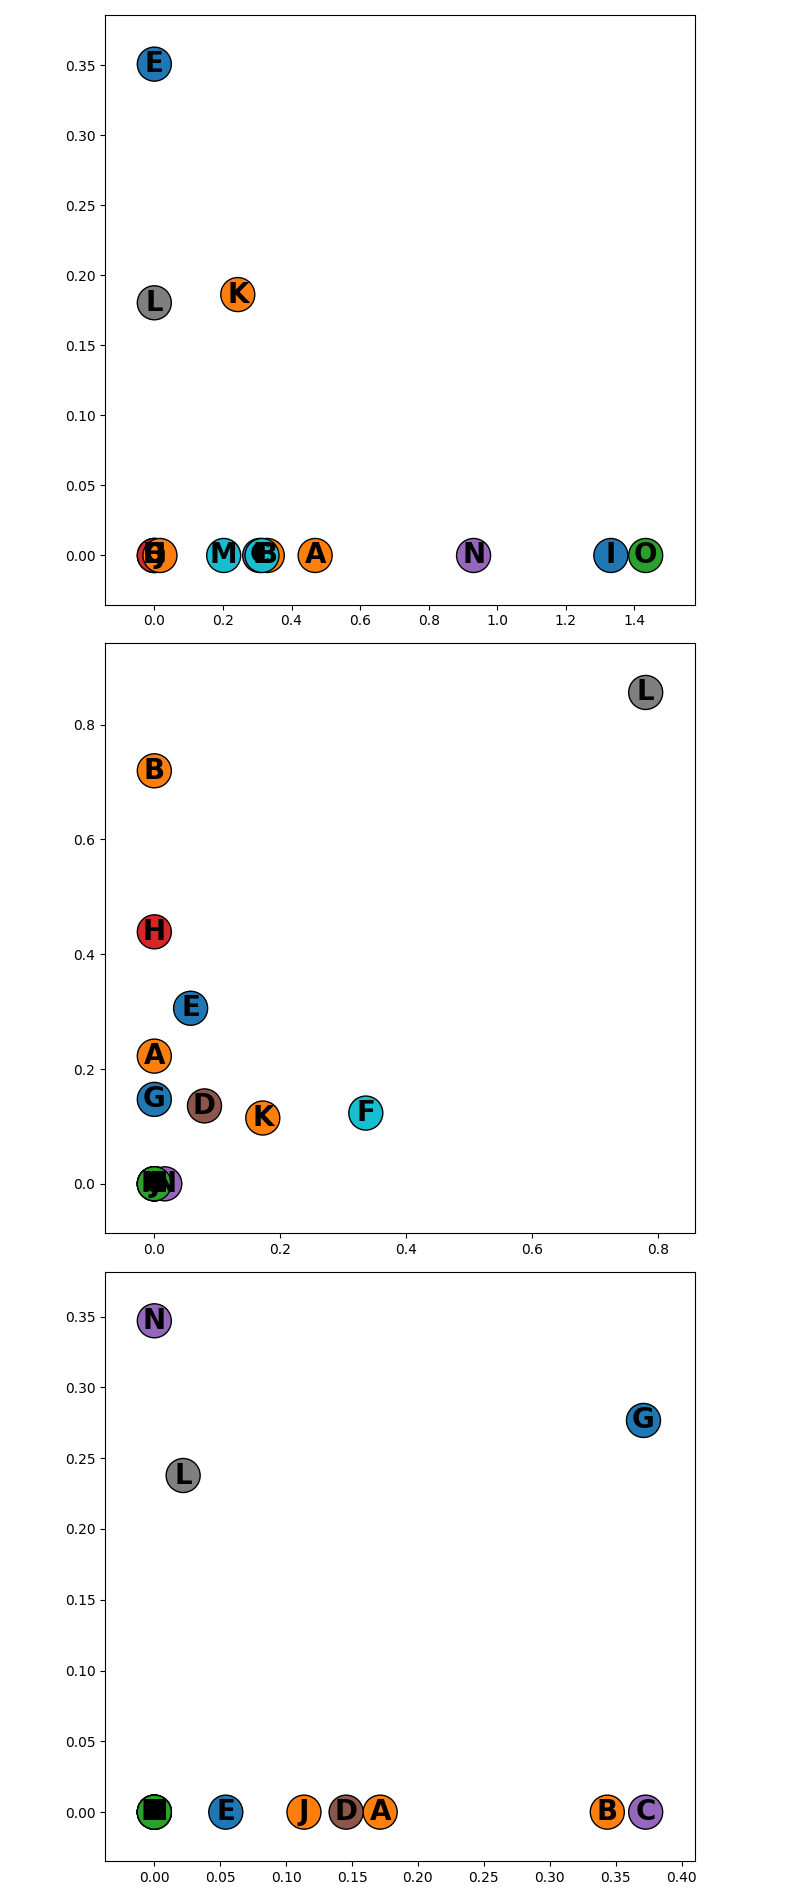 0.35
E
0.30
0.25
0.20
L K
0.15
0.10
0.05
0.00
J M B A N I O
0.0 0.2 0.4 0.6 0.8 1.0 1.2 1.4
L
0.8
B
0.6
H
0.4
E
A
0.2
G D K F
0.0
N
0.0 0.2 0.4 0.6 0.8
0.35
N
0.30
G
0.25
L
0.20
0.15
0.10
0.05
0.00
E J D A B C
0.00 0.05 0.10 0.15 0.20 0.25 0.30 0.35 0.40